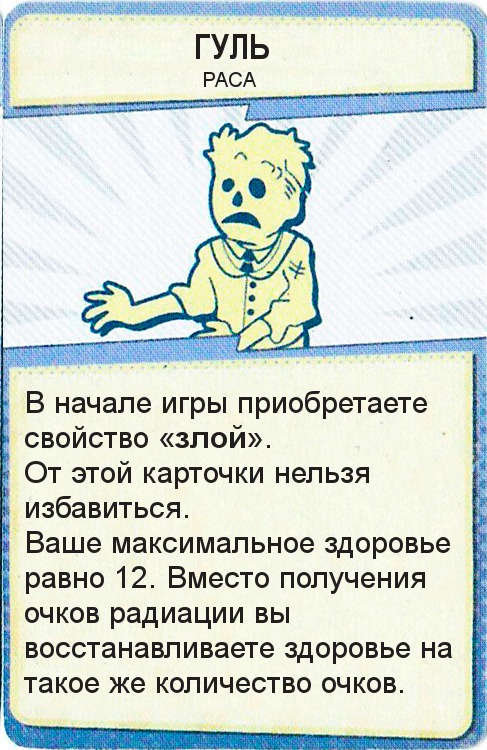 ГУЛЬ
РАСА
В начале игры приобретаете
свойство «злой».
От этой карточки нельзя
избавиться.
Ваше максимальное здоровье
равно 12. Вместо получения
очков радиации вы
восстанавливаете здоровье на
такое же количество очков.